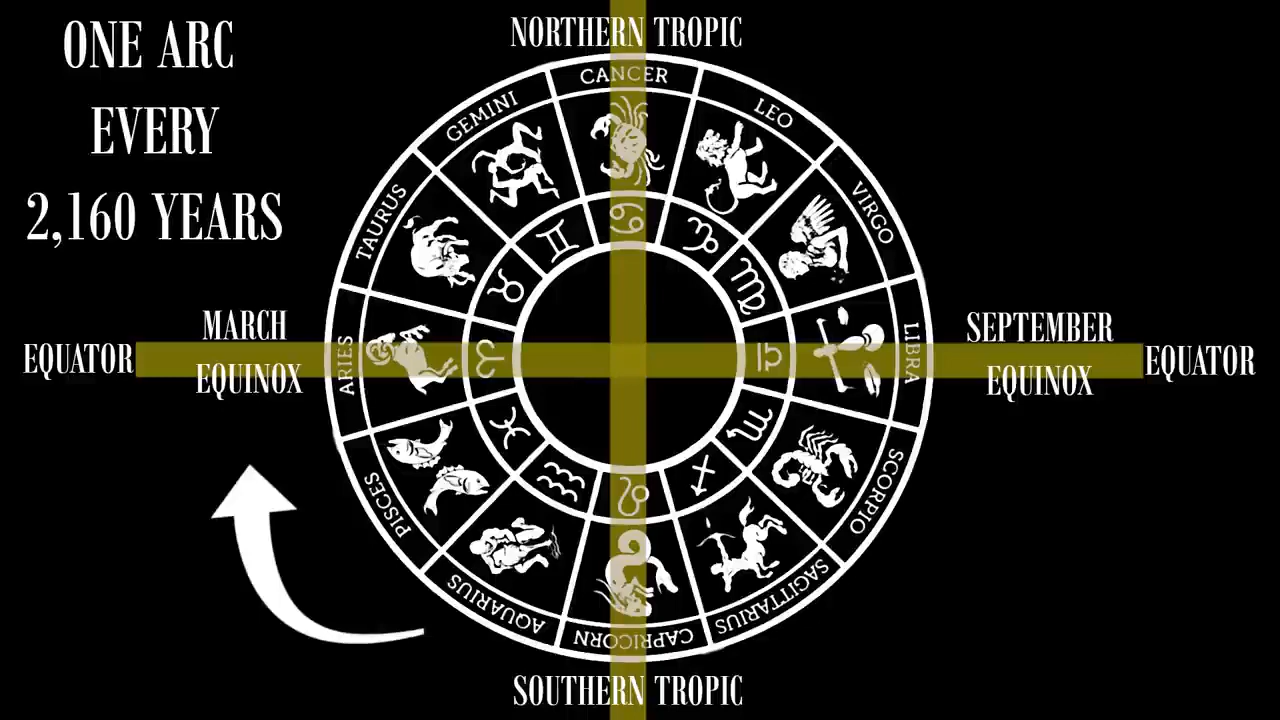 ONE ARC
EVERY
2,160 YEARS
NORTHERN TROPIC
CANCER
LEO
VIRGO
LIBRA
SCORPIO
SAGITTARIUS
CAPRICORN
AQUARIUS
PISCES
ARIES
TAURUS
GEMINI
EQUATOR
MARCH
EQUINOX
SEPTEMBER
EQUINOX
EQUATOR
SOUTHERN TROPIC